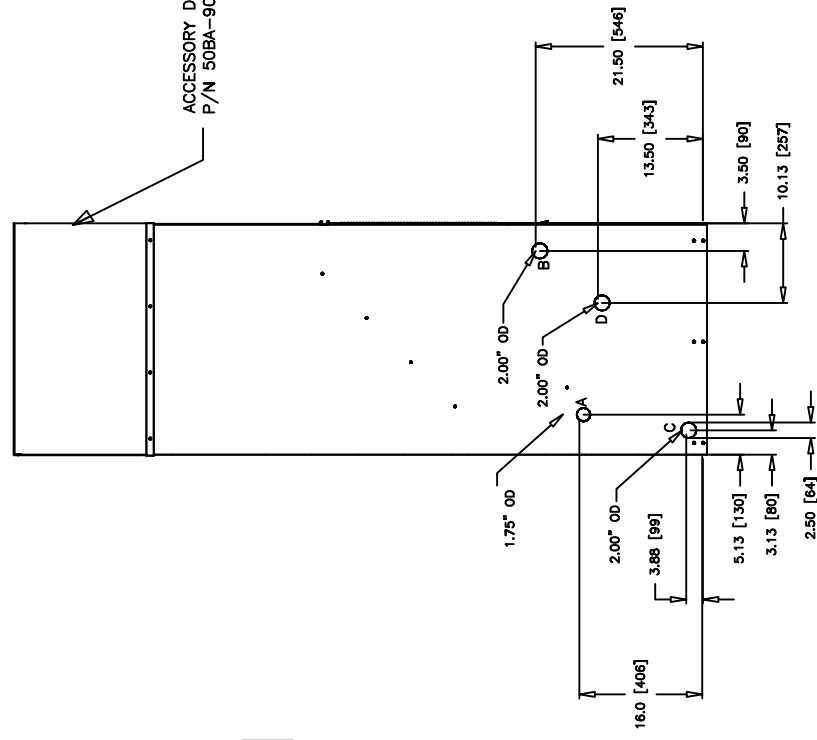 ACCESSORY D
P/N 50BA-90
21.50 [546]
13.50 [343]
3.50 [90]
10.13 [257]
2.00" OD
B
2.00" OD
D
A
1.75" OD
C
2.00" OD
3.88 [99]
5.13 [130]
3.13 [80]
2.50 [64]
16.0 [406]